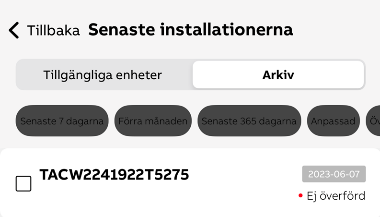 Tillbaka Senaste installationerna
Tillgängliga enheter Arkiv
Senaste 7 dagarna Förra månaden Senaste 365 dagarna Anpassad
TACW2241922T5275 2023-06-07
Ej överförd